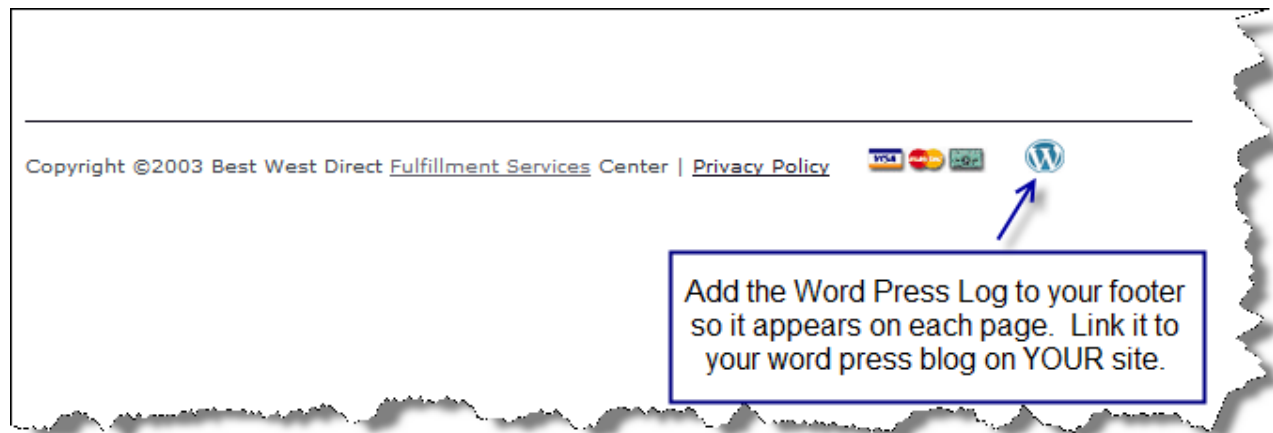 Copyright ©2003 Best West Direct Fulfillment Services Center | Privacy Policy VISA
Add the Word Press Log to your footer
so it appears on each page. Link it to
your word press blog on YOUR site.